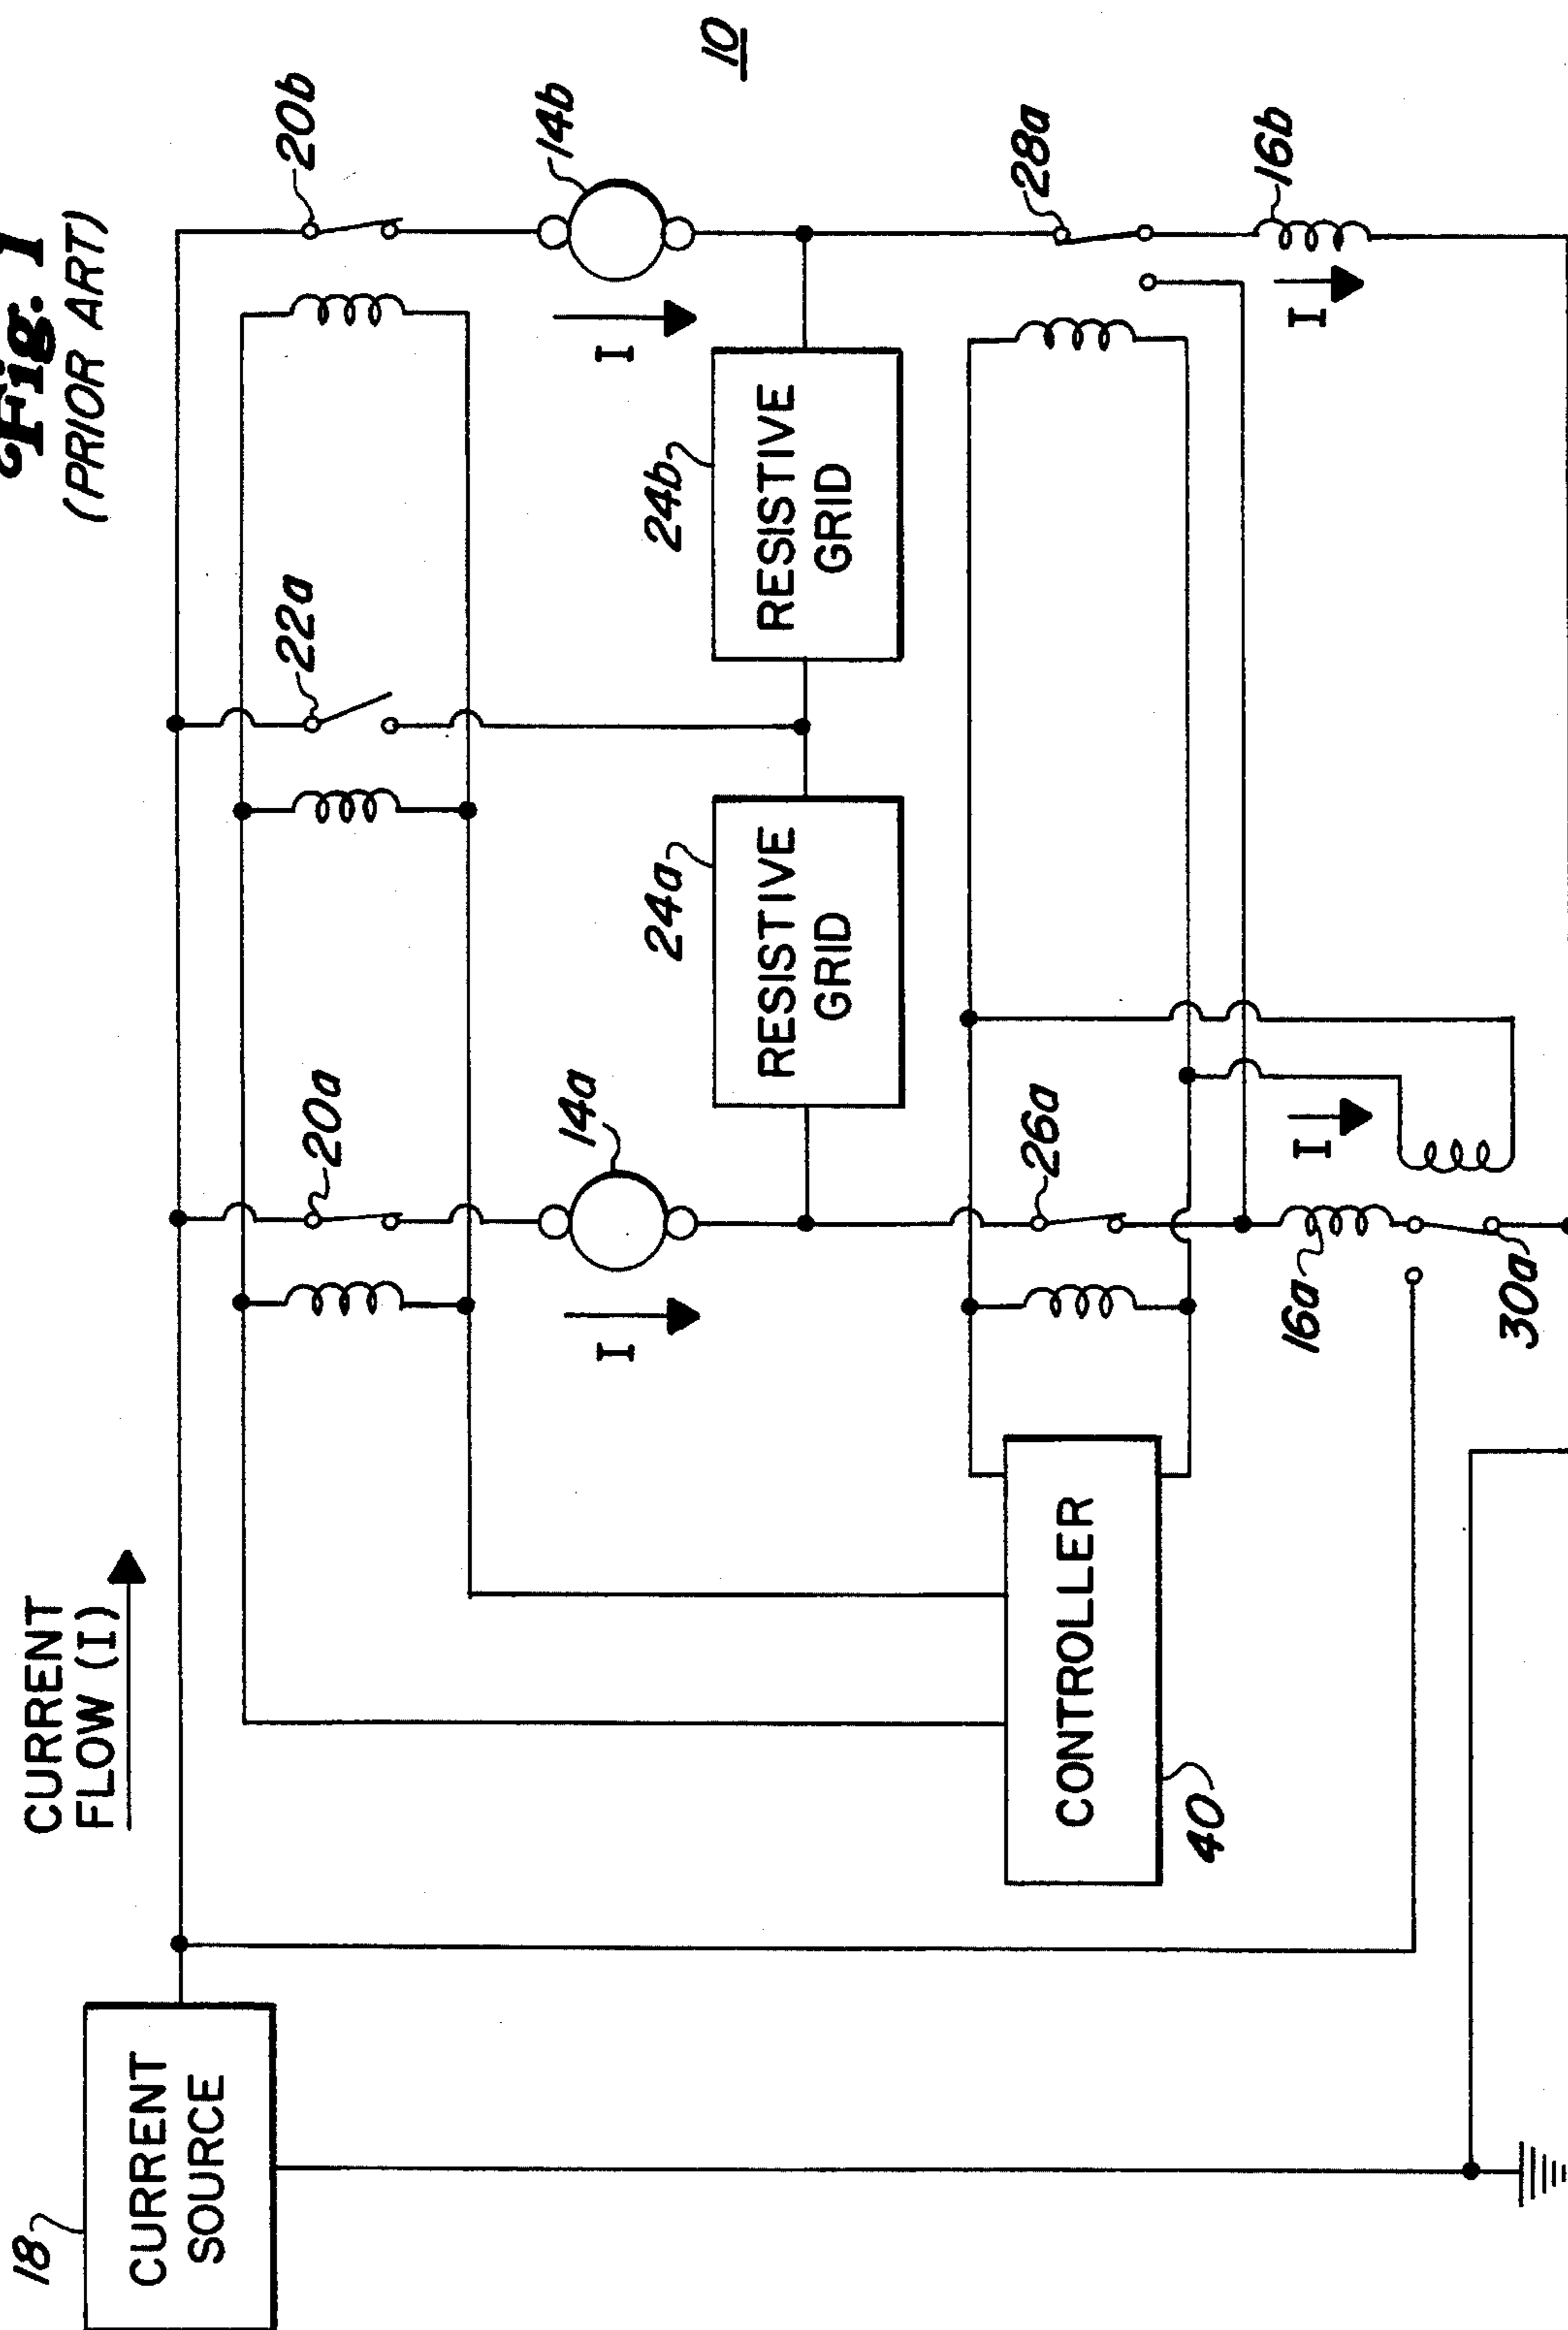 Fig. 1
(PRIOR ART)
10
CURRENT
FLOW (I)
18
CURRENT
SOURCE
20a
22a
20b
14a
14b
I
I
24a
RESISTIVE
GRID
24b
RESISTIVE
GRID
26a
28a
CONTROLLER
40
16a
I
30a
I
16b